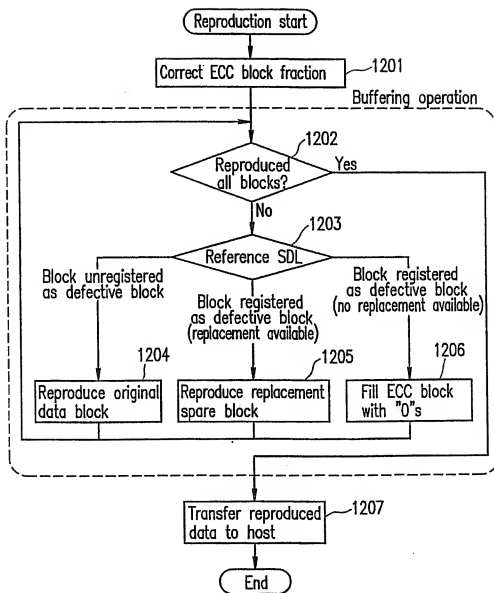 Reproduction start
Correct ECC block fraction
1201
Buffering operation
1202
Reproduced
all blocks?
Yes
No
1203
Reference SDL
Block unregistered
as defective block
Block registered
as defective block
(replacement available)
Block registered
as defective block
(no replacement available)
1204
Reproduce original
data block
1205
Reproduce replacement
spare block
1206
Fill ECC block
with "0"s
1207
Transfer reproduced
data to host
End